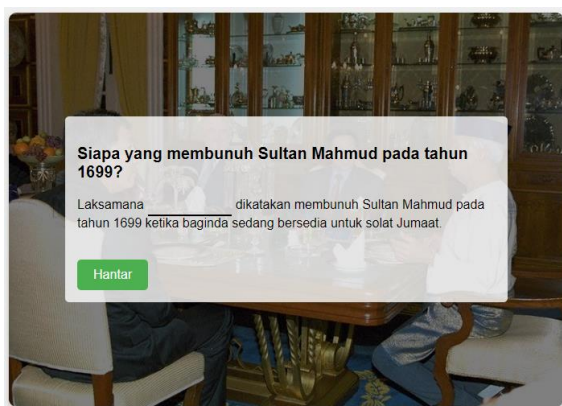 Siapa yang membunuh Sultan Mahmud pada tahun
1699?
Laksamana __________ dikatakan membunuh Sultan Mahmud pada
tahun 1699 ketika baginda sedang bersedia untuk solat Jumaat.
Hantar